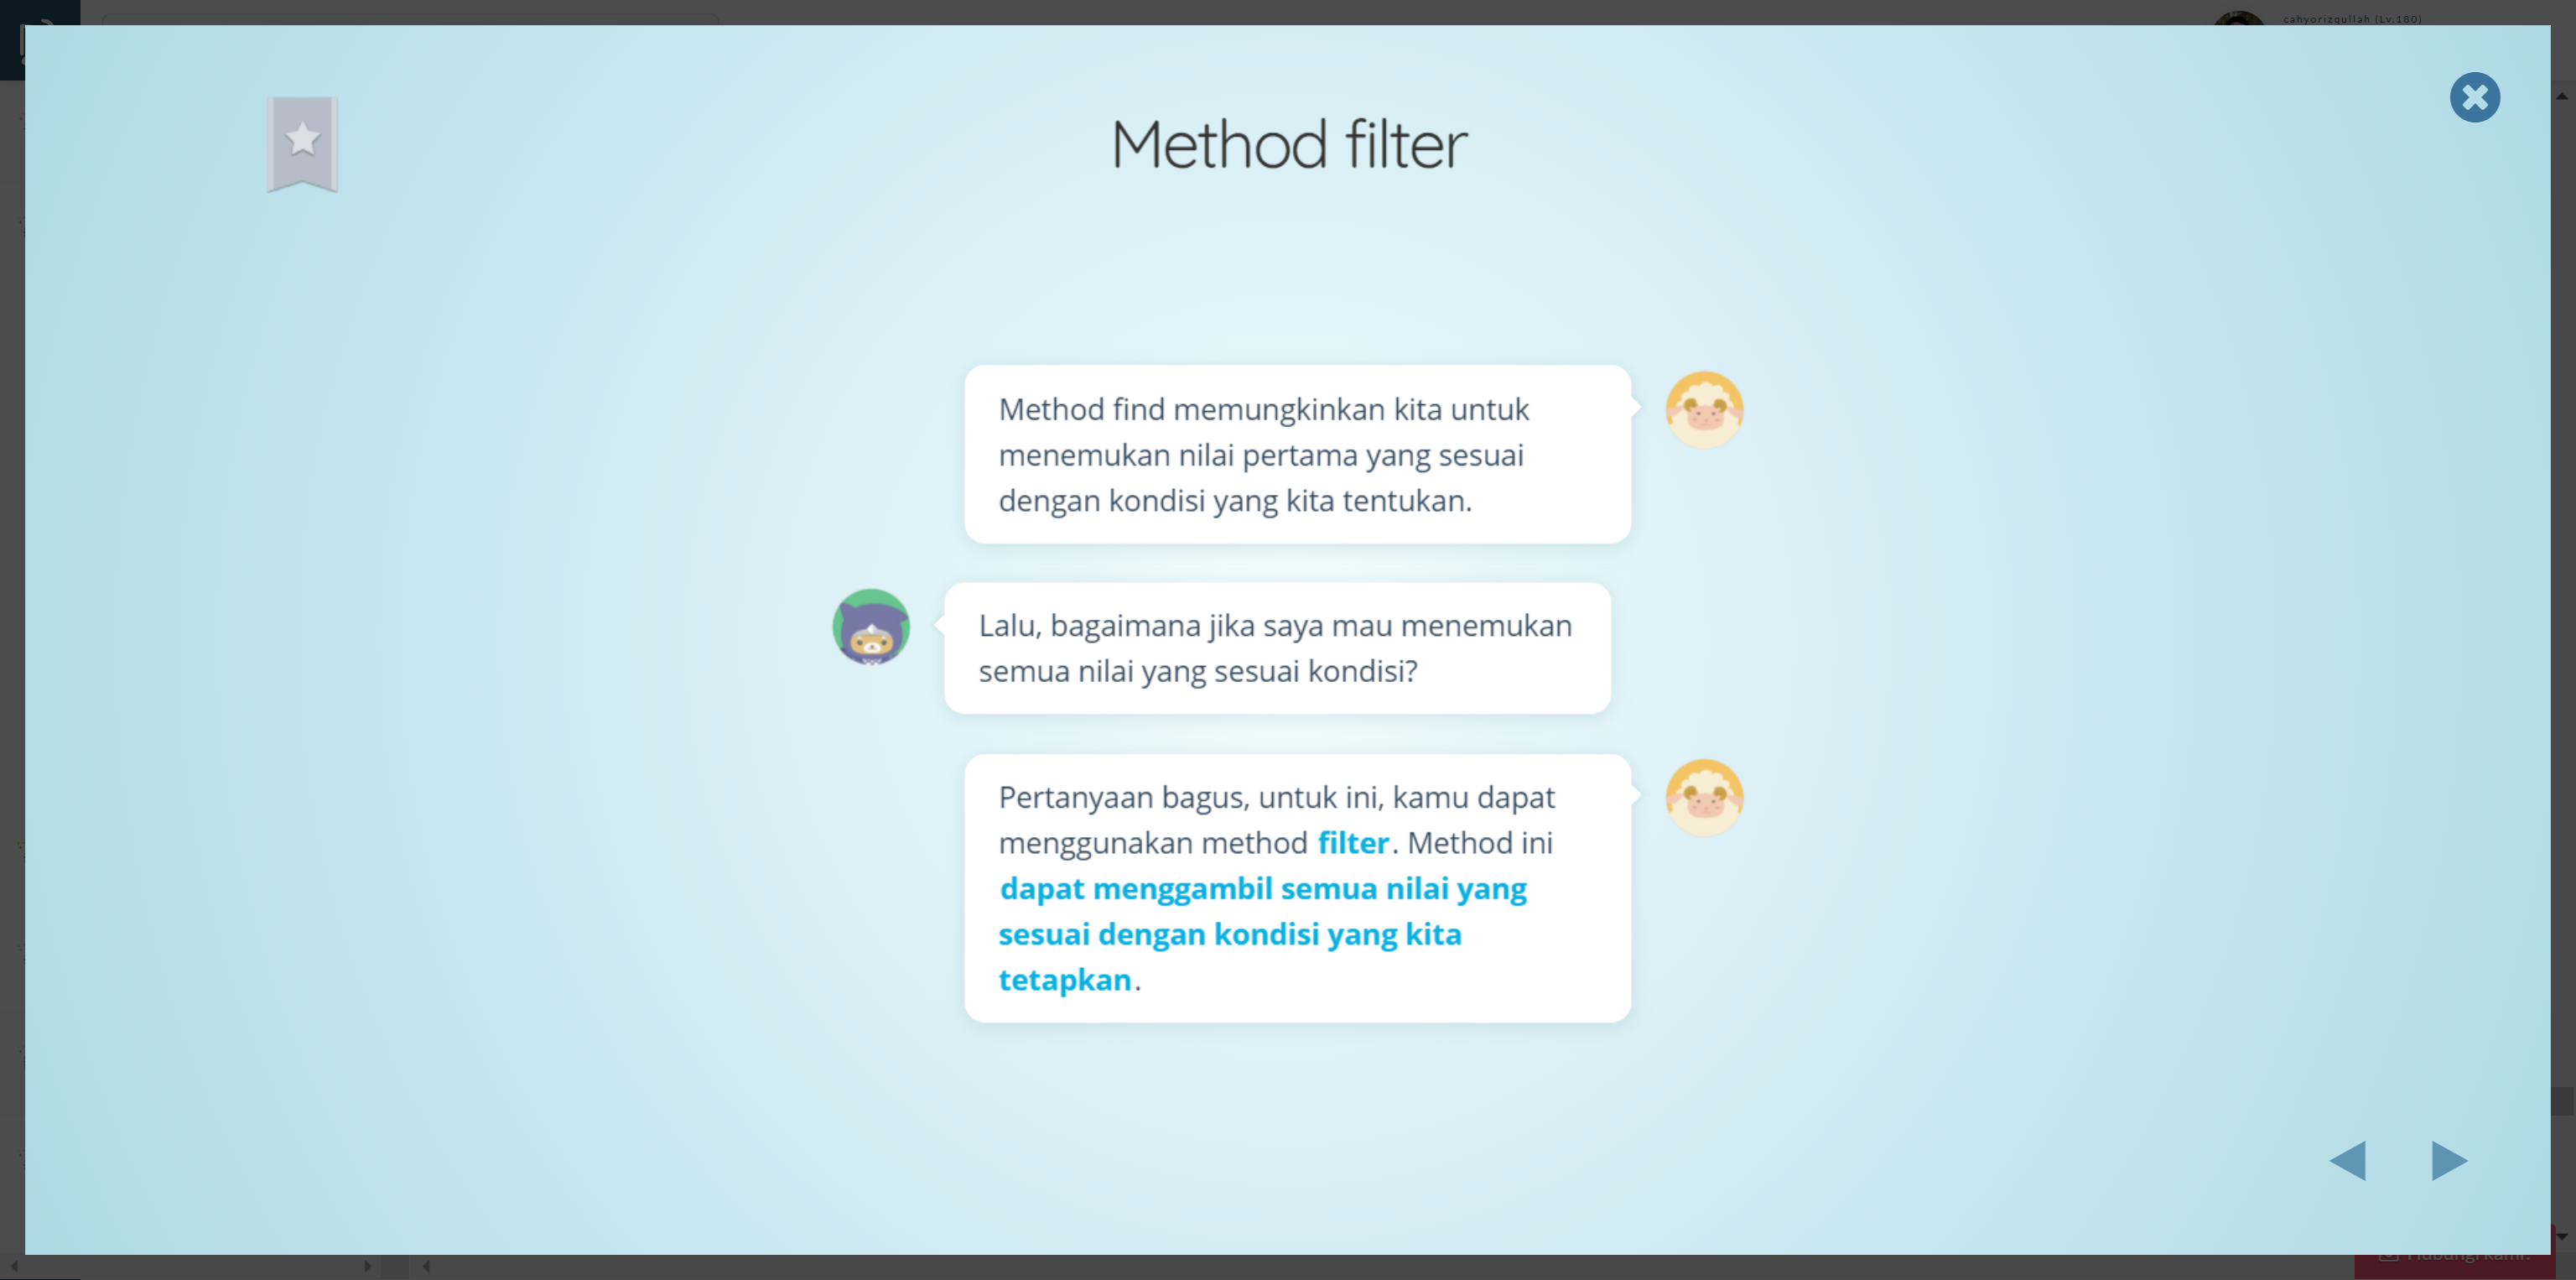 cahyorizqullah (Lv.180)
Method filter
Method find memungkinkan kita untuk
menemukan nilai pertama yang sesuai
dengan kondisi yang kita tentukan.
Lalu, bagaimana jika saya mau menemukan
semua nilai yang sesuai kondisi?
Pertanyaan bagus, untuk ini, kamu dapat
menggunakan method filter. Method ini
dapat menggambil semua nilai yang
sesuai dengan kondisi yang kita
tetapkan.
Hubungi kami!